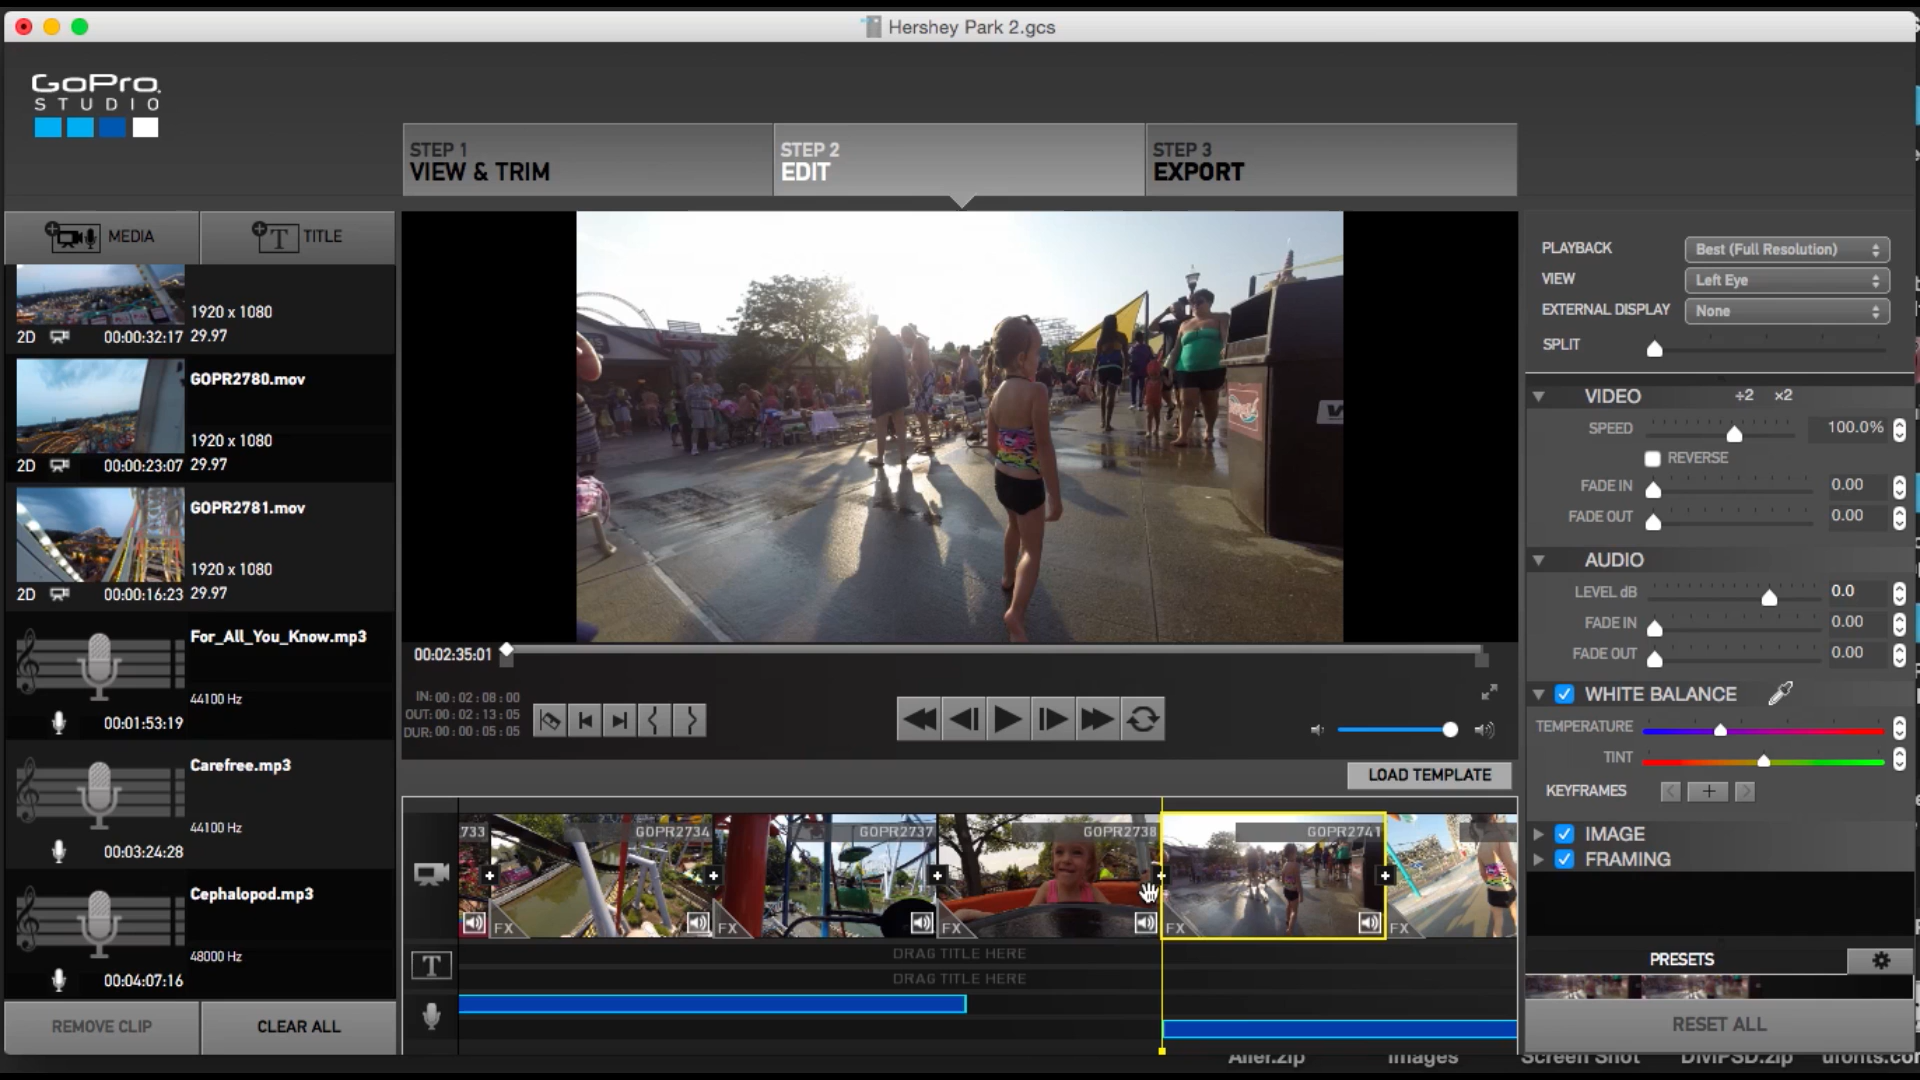 Hershey Park 2.gcs
GoPro
STUDIO
STEP 1
VIEW & TRIM
STEP 2
EDIT
STEP 3
EXPORT
MEDIA
TITLE
1920 x 1080
2D 00:00:32:17 29.97
GOPR2780.mov
1920 x 1080
2D 00:00:23:07 29.97
GOPR2781.mov
1920 x 1080
2D 00:00:16:23 29.97
For_All_You_Know.mp3
44100 Hz
00:01:53:19
Carefree.mp3
44100 Hz
00:03:24:28
Cephalopod.mp3
48000 Hz
00:04:07:16
REMOVE CLIP
CLEAR ALL
00:02:35:01
IN: 00 : 02 : 08 : 00
OUT: 00 : 02 : 13 : 05
DUR: 00 : 00 : 05 : 05
LOAD TEMPLATE
733
GOPR2734
GOPR2737
GOPR2738
GOPR2741
FX
FX
FX
FX
FX
T
DRAG TITLE HERE
DRAG TITLE HERE
PLAYBACK Best (Full Resolution)
VIEW Left Eye
EXTERNAL DISPLAY None
SPLIT
VIDEO ÷2 x2
SPEED 100.0%
REVERSE
FADE IN 0.00
FADE OUT 0.00
AUDIO
LEVEL dB 0.0
FADE IN 0.00
FADE OUT 0.00
WHITE BALANCE
TEMPERATURE
TINT
KEYFRAMES
IMAGE
FRAMING
PRESETS
RESET ALL
Aller.zip
images
Screen Shot
DiviPSD.zip
ufonts.co